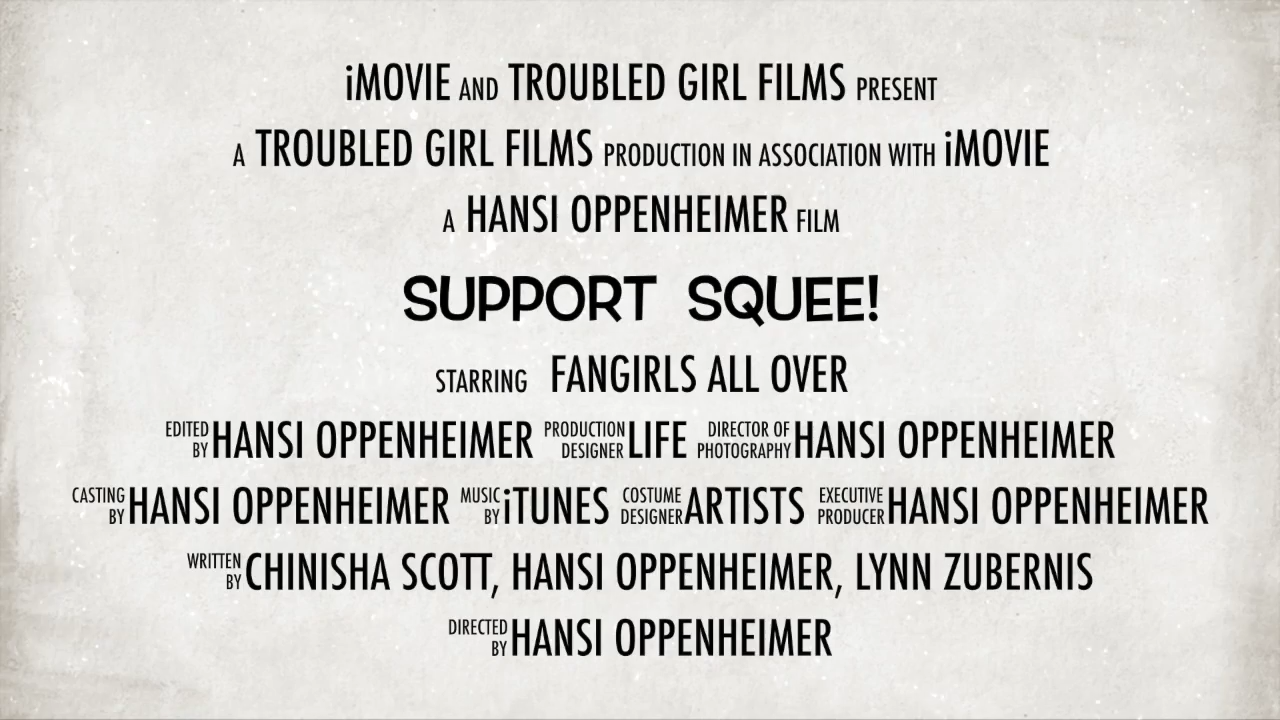 iMOVIE AND TROUBLED GIRL FILMS PRESENT
A TROUBLED GIRL FILMS PRODUCTION IN ASSOCIATION WITH iMOVIE
A HANSI OPPENHEIMER FILM
SUPPORT SQUEE!
STARRING FANGIRLS ALL OVER
EDITED BY HANSI OPPENHEIMER PRODUCTION DESIGNER LIFE DIRECTOR OF PHOTOGRAPHY HANSI OPPENHEIMER
CASTING BY HANSI OPPENHEIMER MUSIC BY iTUNES COSTUME DESIGNER ARTISTS EXECUTIVE PRODUCER HANSI OPPENHEIMER
WRITTEN BY CHINISHA SCOTT, HANSI OPPENHEIMER, LYNN ZUBERNIS
DIRECTED BY HANSI OPPENHEIMER